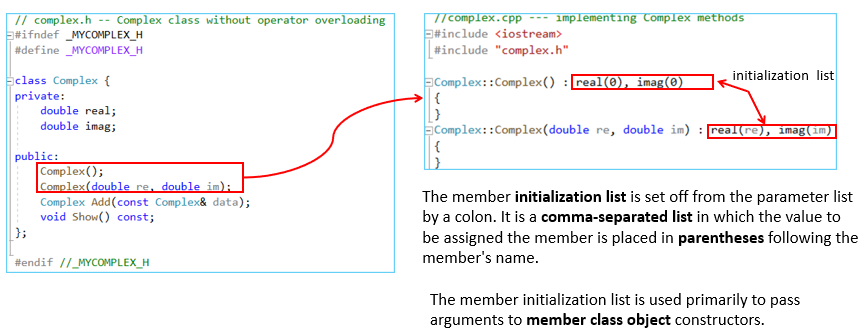 // complex.h -- Complex class without operator overloading
#ifndef _MYCOMPLEX_H
#define _MYCOMPLEX_H
class Complex {
private:
double real;
double imag;
public:
Complex();
Complex(double re, double im);
Complex Add(const Complex& data);
void Show() const;
};
#endif //_MYCOMPLEX_H
//complex.cpp --- implementing Complex methods
#include <iostream>
#include "complex.h"
Complex::Complex() : real(0), imag(0)
{
}
Complex::Complex(double re, double im) : real(re), imag(im)
{
}
initialization list
The member initialization list is set off from the parameter list
by a colon. It is a comma-separated list in which the value to
be assigned the member is placed in parentheses following the
member's name.
The member initialization list is used primarily to pass
arguments to member class object constructors.